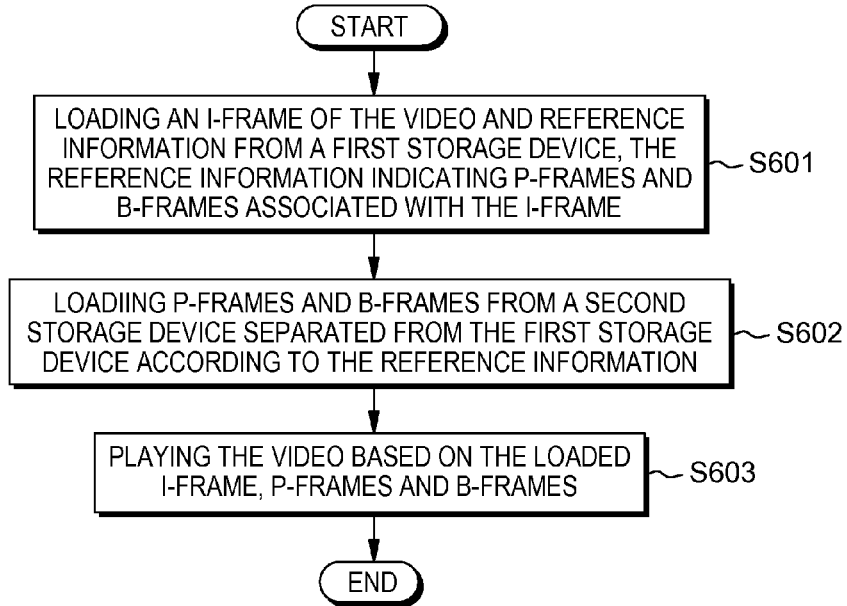 START
LOADING AN I-FRAME OF THE VIDEO AND REFERENCE
INFORMATION FROM A FIRST STORAGE DEVICE, THE
REFERENCE INFORMATION INDICATING P-FRAMES AND
B-FRAMES ASSOCIATED WITH THE I-FRAME
S601
LOADIING P-FRAMES AND B-FRAMES FROM A SECOND
STORAGE DEVICE SEPARATED FROM THE FIRST STORAGE
DEVICE ACCORDING TO THE REFERENCE INFORMATION
S602
PLAYING THE VIDEO BASED ON THE LOADED
I-FRAME, P-FRAMES AND B-FRAMES
S603
END